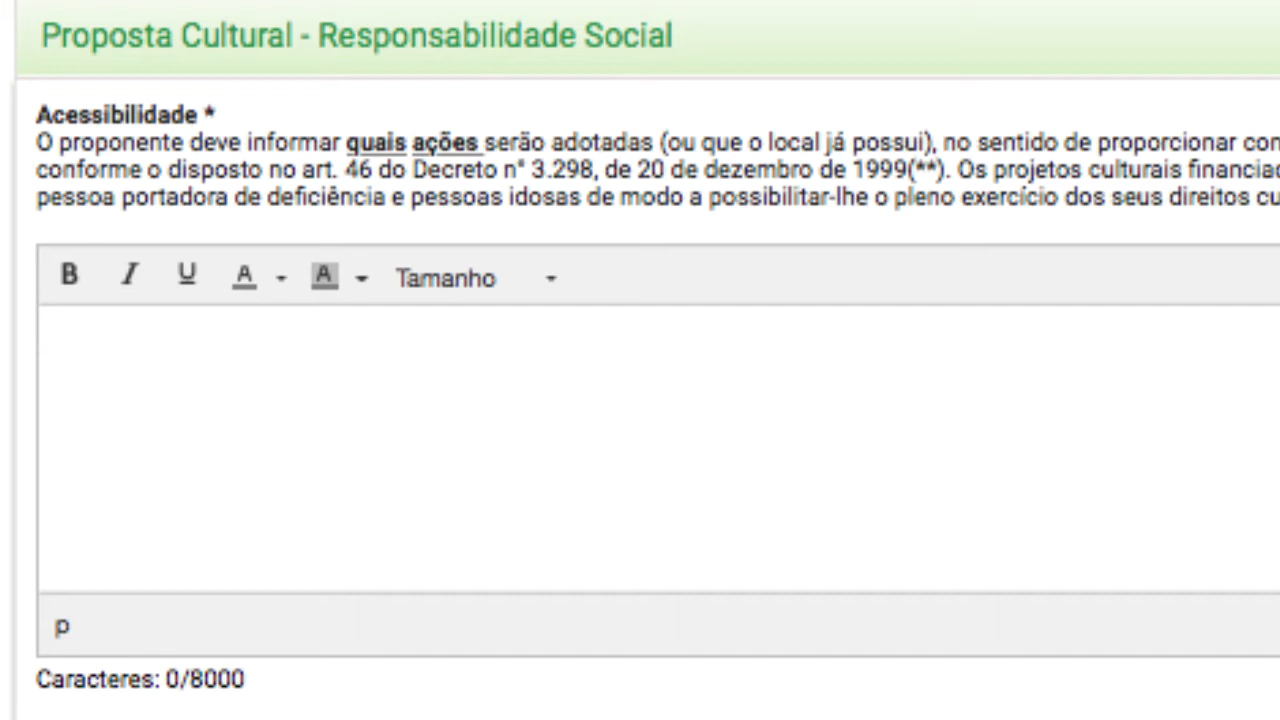 Proposta Cultural - Responsabilidade Social
Acessibilidade *
O proponente deve informar quais ações serão adotadas (ou que o local já possui), no sentido de proporcionar con
conforme o disposto no art. 46 do Decreto n° 3.298, de 20 de dezembro de 1999(**). Os projetos culturais financiad
pessoa portadora de deficiência e pessoas idosas de modo a possibilitar-lhe o pleno exercício dos seus direitos cu
B I U A A Tamanho
p
Caracteres: 0/8000